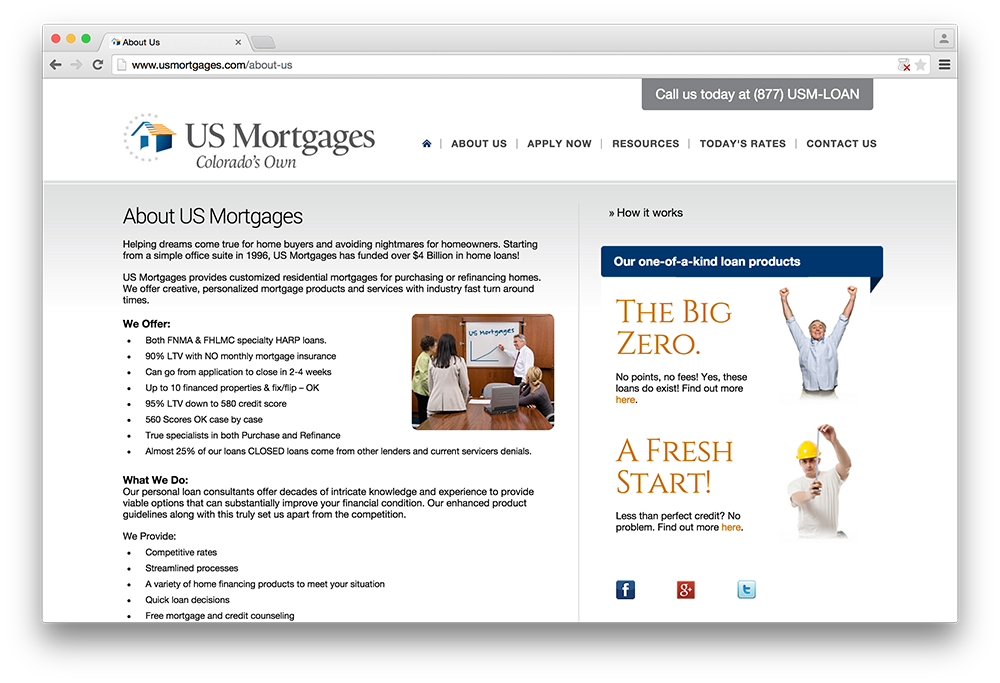 About Us
www.usmortgages.com/about-us
Call us today at (877) USM-LOAN
US Mortgages
Colorado's Own
ABOUT US | APPLY NOW | RESOURCES | TODAY'S RATES | CONTACT US
About US Mortgages
Helping dreams come true for home buyers and avoiding nightmares for homeowners. Starting
from a simple office suite in 1996, US Mortgages has funded over $4 Billion in home loans!
US Mortgages provides customized residential mortgages for purchasing or refinancing homes.
We offer creative, personalized mortgage products and services with industry fast turn around
times.
We Offer:
• Both FNMA & FHLMC specialty HARP loans.
• 90% LTV with NO monthly mortgage insurance
• Can go from application to close in 2-4 weeks
• Up to 10 financed properties & fix/flip – OK
• 95% LTV down to 580 credit score
• 560 Scores OK case by case
• True specialists in both Purchase and Refinance
• Almost 25% of our loans CLOSED loans come from other lenders and current servicers denials.
US Mortgages
What We Do:
Our personal loan consultants offer decades of intricate knowledge and experience to provide
viable options that can substantially improve your financial condition. Our enhanced product
guidelines along with this truly set us apart from the competition.
We Provide:
• Competitive rates
• Streamlined processes
• A variety of home financing products to meet your situation
• Quick loan decisions
• Free mortgage and credit counseling
» How it works
Our one-of-a-kind loan products
The Big
Zero.
No points, no fees! Yes, these
loans do exist! Find out more
here.
A Fresh
Start!
Less than perfect credit? No
problem. Find out more here.
f
g+
t